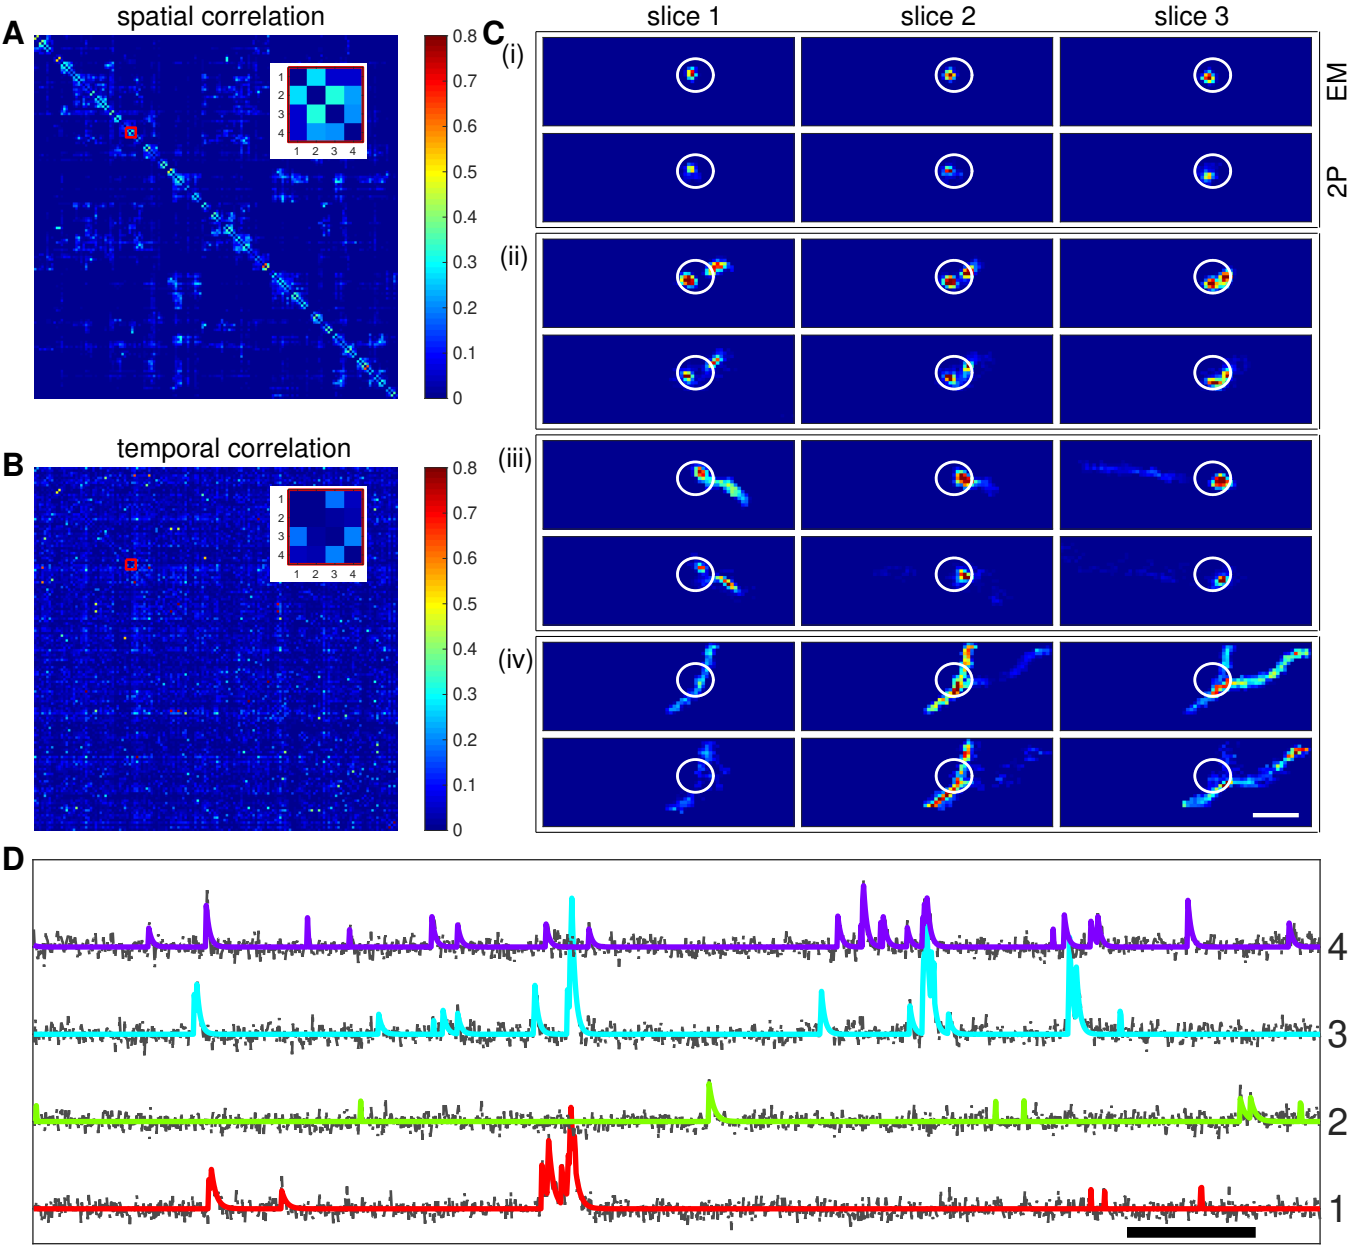 spatial correlation
slice 1
slice 2
slice 3
A
C
0.8
0.7
0.6
0.5
0.4
0.3
0.2
0.1
0
1
2
3
4
1 2 3 4
(i)
EM
2P
(ii)
B
temporal correlation
0.8
0.7
0.6
0.5
0.4
0.3
0.2
0.1
0
1
2
3
4
1 2 3 4
(iii)
(iv)
D
4
3
2
1